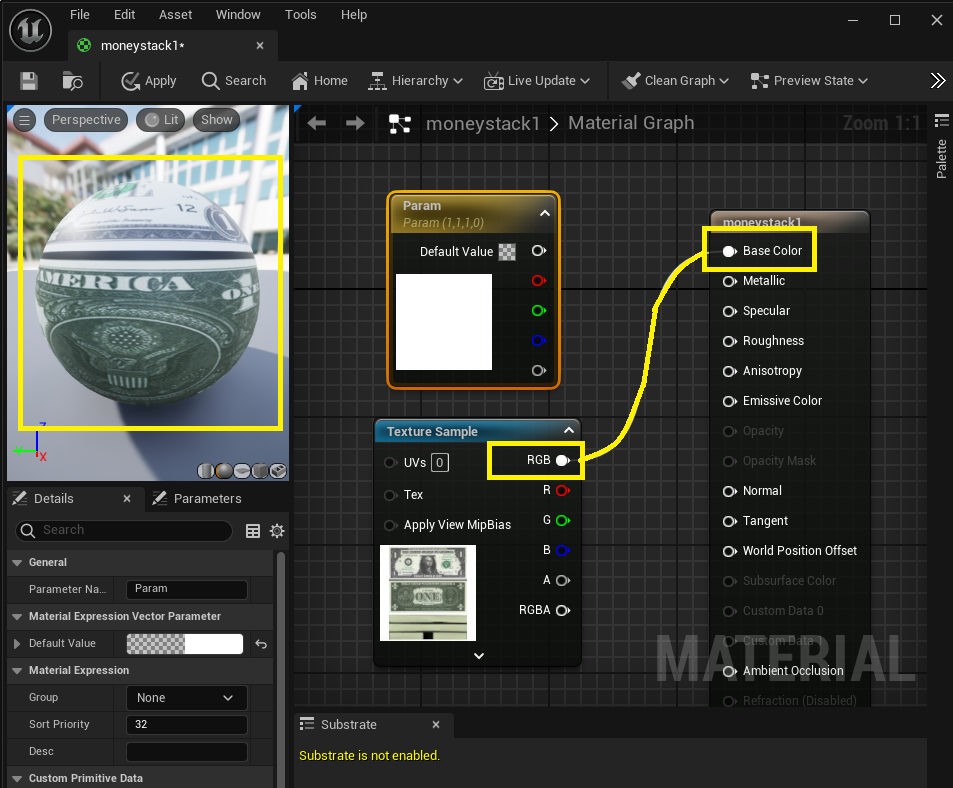 File Edit Asset Window Tools Help
moneystack1*
Apply Search Home Hierarchy Live Update Clean Graph Preview State
Perspective Lit Show
moneystack1 > Material Graph Zoom 1:1
Palette
12
AMERICA
Z
X
Param
Param (1,1,1,0)
Default Value
moneystack1
Base Color
Metallic
Specular
Roughness
Anisotropy
Emissive Color
Opacity
Opacity Mask
Normal
Tangent
World Position Offset
Subsurface Color
Custom Data 0
Custom Data 1
Ambient Occlusion
Refraction (Disabled)
MATERIAL
Texture Sample
UVs 0 RGB
Tex R
Apply View MipBias G
B
A
RGBA
ONE
Details Parameters
Search
General
Parameter Na... Param
Material Expression Vector Parameter
Default Value
Material Expression
Group None
Sort Priority 32
Desc
Custom Primitive Data
Substrate
Substrate is not enabled.